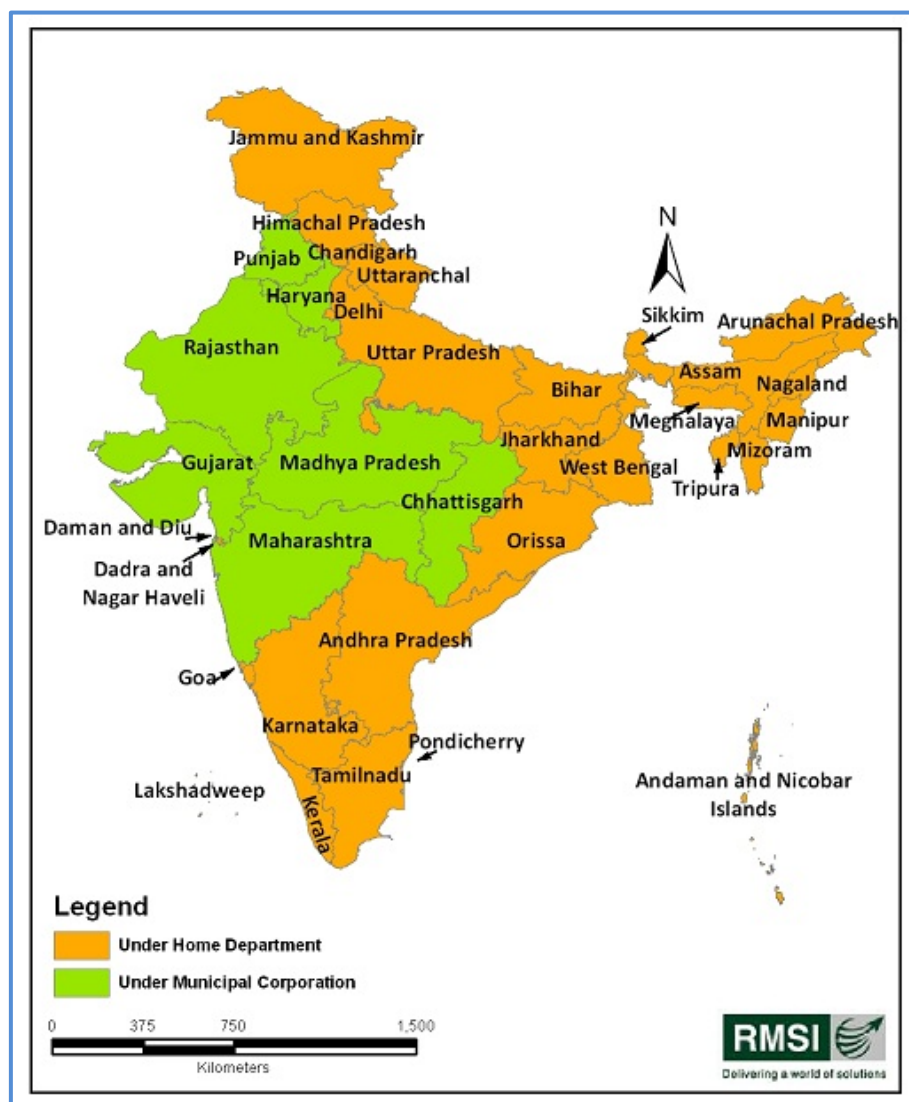 Jammu and Kashmir
N
Himachal Pradesh
Punjab
Chandigarh
Uttaranchal
Haryana
Delhi
Sikkim
Arunachal Pradesh
Rajasthan
Uttar Pradesh
Assam
Bihar
Nagaland
Meghalaya
Manipur
Jharkhand
Mizoram
Gujarat
Madhya Pradesh
West Bengal
Tripura
Chhattisgarh
Daman and Diu
Maharashtra
Orissa
Dadra and
Nagar Haveli
Andhra Pradesh
Goa
Karnataka
Pondicherry
Tamilnadu
Lakshadweep
Kerala
Andaman and Nicobar
Islands
Legend
Under Home Department
Under Municipal Corporation
0 375 750 1,500
Kilometers
RMSI
Delivering a world of solutions